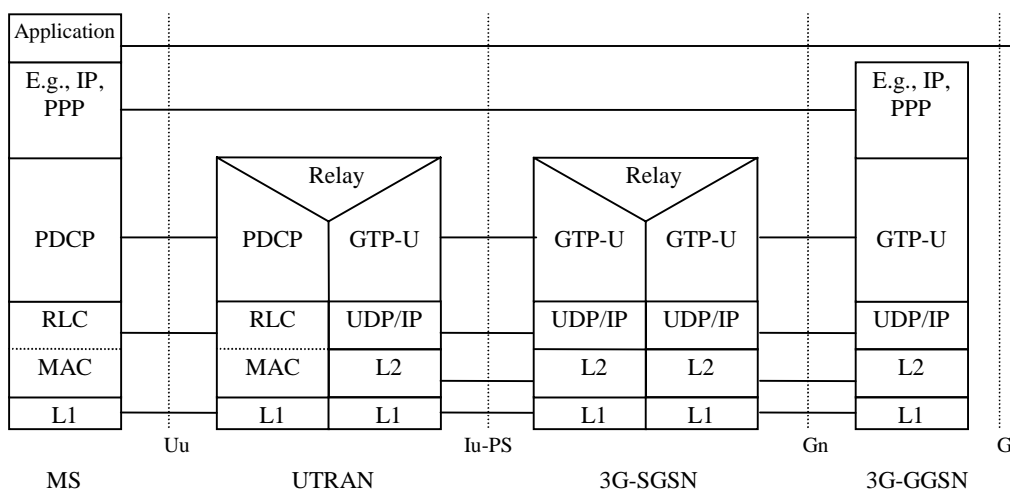 Application
E.g., IP,
PPP
E.g., IP,
PPP
Relay
Relay
PDCP
PDCP
GTP-U
GTP-U
GTP-U
GTP-U
RLC
RLC
UDP/IP
UDP/IP
UDP/IP
UDP/IP
MAC
MAC
L2
L2
L2
L2
L1
L1
L1
L1
L1
L1
Uu
Iu-PS
Gn
G
MS
UTRAN
3G-SGSN
3G-GGSN